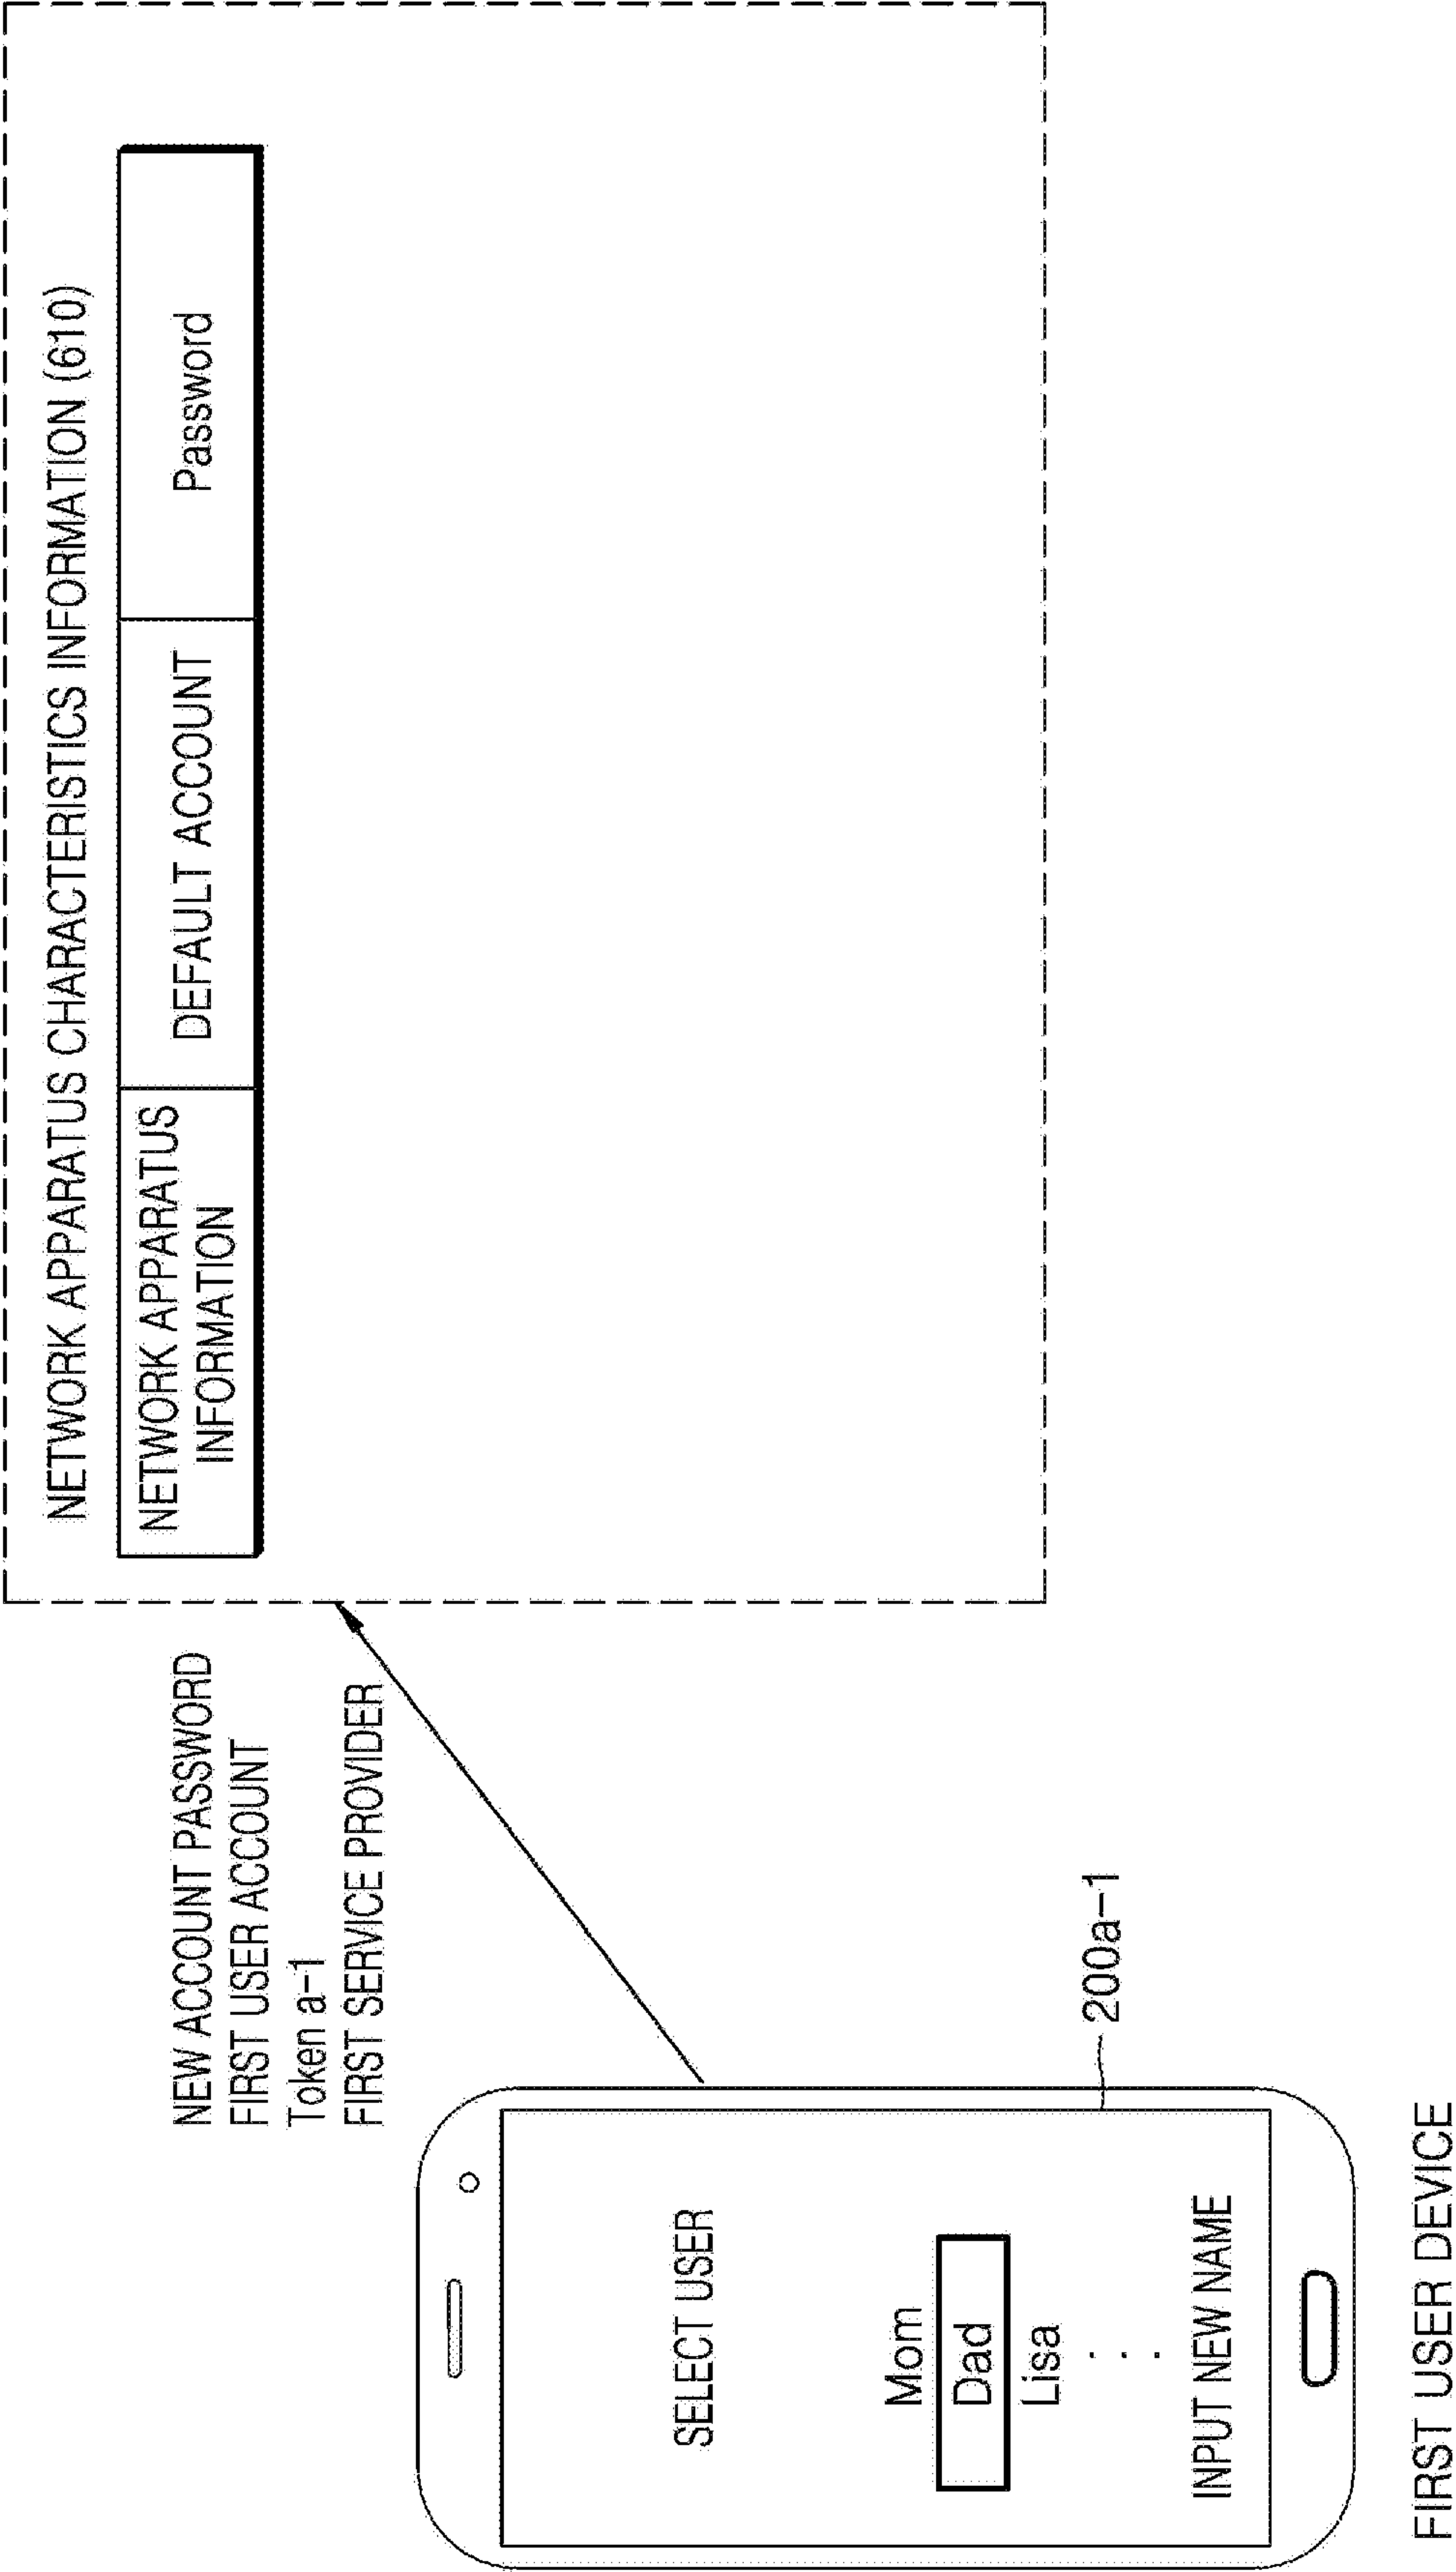 NETWORK APPARATUS CHARACTERISTICS INFORMATION (610)
NETWORK APPARATUS
INFORMATION
DEFAULT ACCOUNT
Password
NEW ACCOUNT PASSWORD
FIRST USER ACCOUNT
Token a-1
FIRST SERVICE PROVIDER
SELECT USER
Mom
Dad
Lisa
INPUT NEW NAME
200a-1
FIRST USER DEVICE